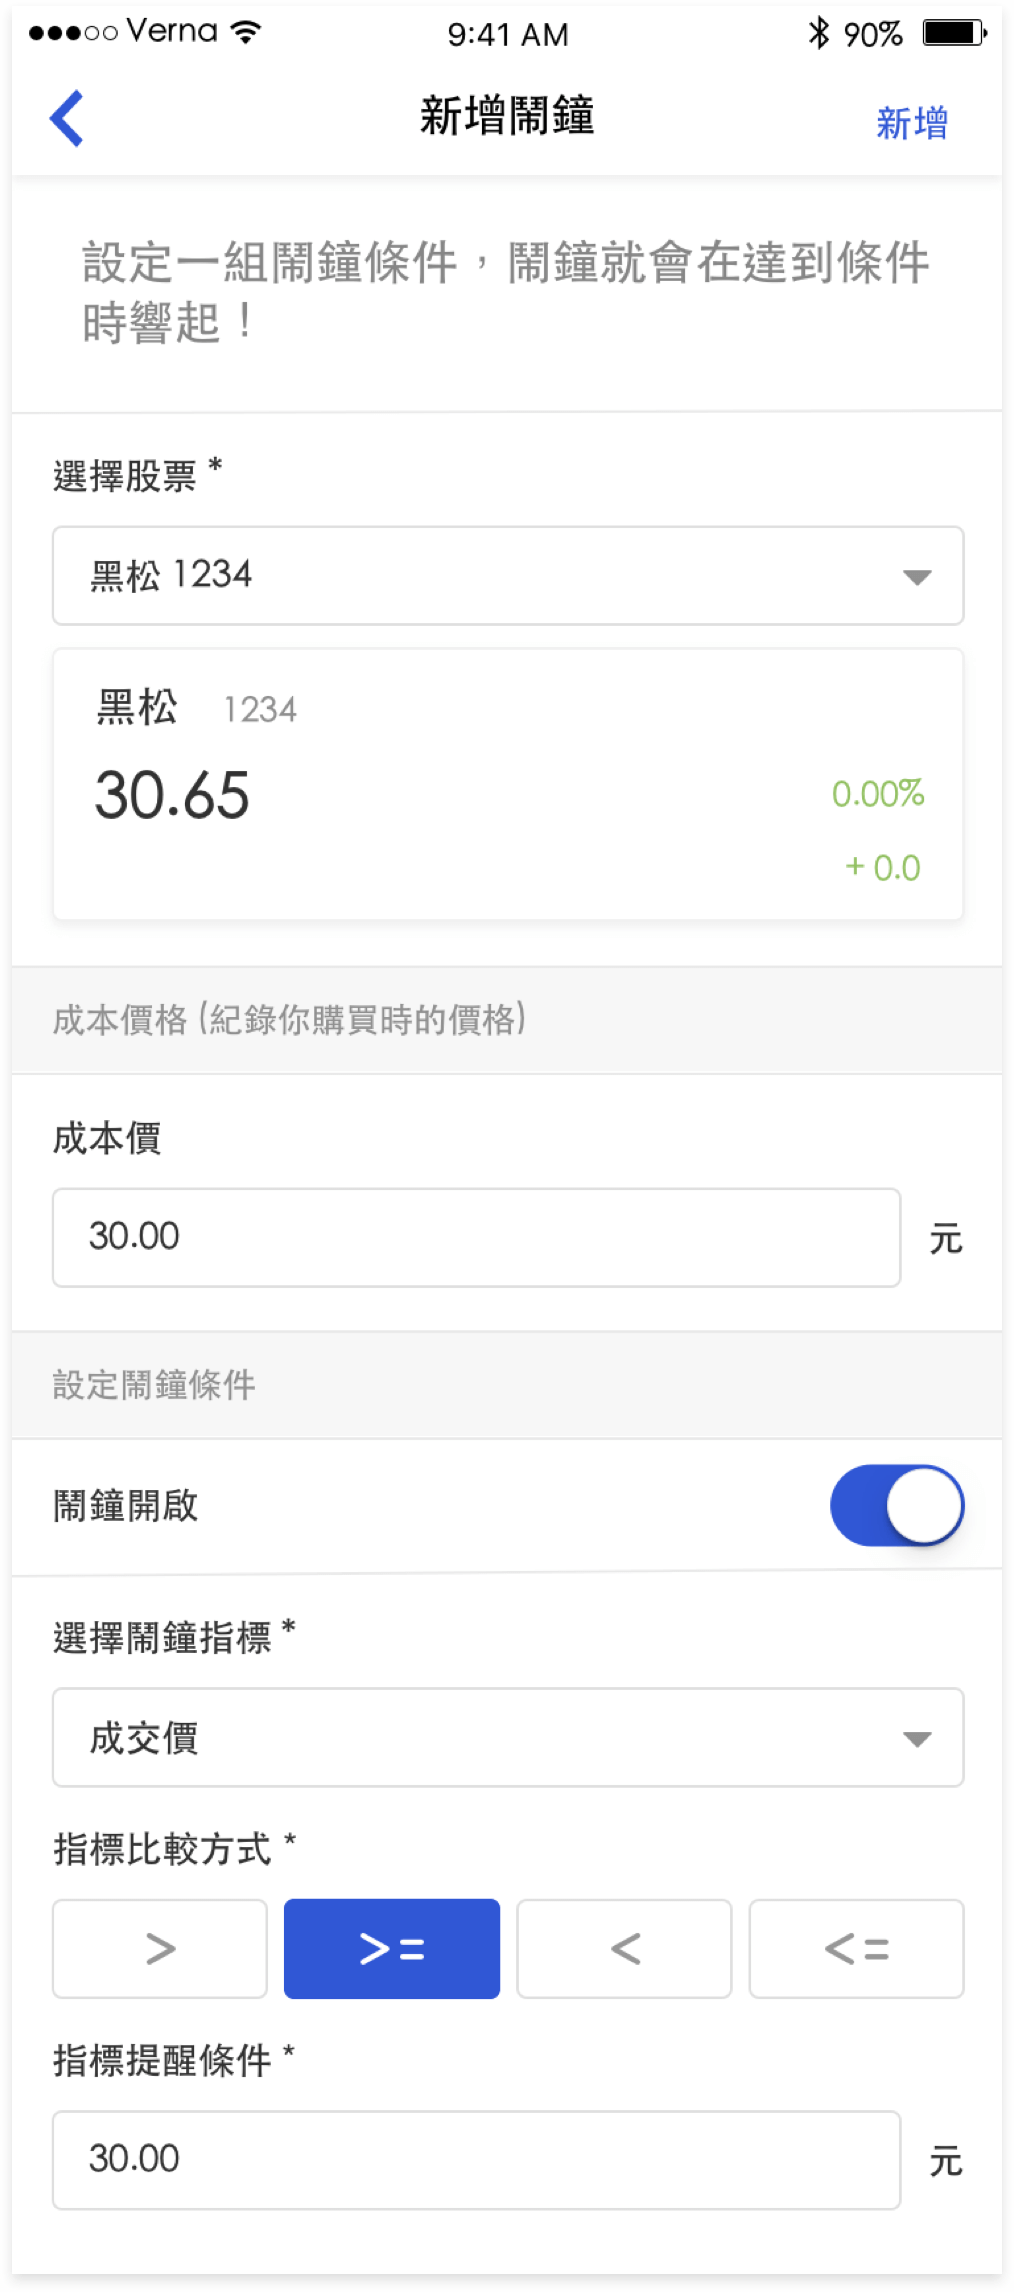 Verna 9:41 AM 90%
新增鬧鐘 新增
設定一組鬧鐘條件，鬧鐘就會在達到條件
時響起！
選擇股票 *
黑松 1234
黑松 1234
30.65
0.00%
+ 0.0
成本價格 (紀錄你購買時的價格)
成本價
30.00 元
設定鬧鐘條件
鬧鐘開啟
選擇鬧鐘指標 *
成交價
指標比較方式 *
> >= < <=
指標提醒條件 *
30.00 元